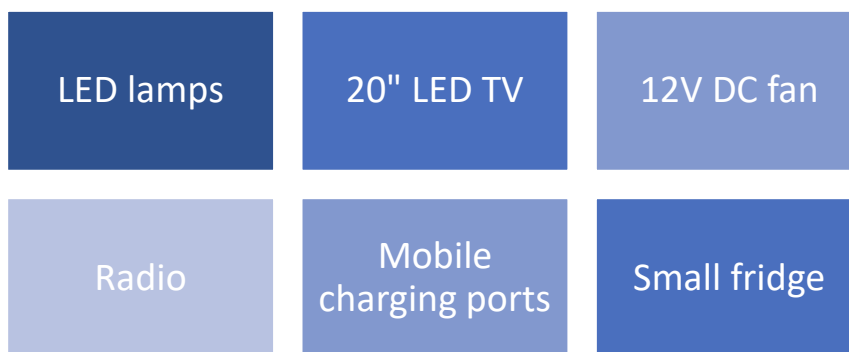 LED lamps
20" LED TV
12V DC fan
Radio
Mobile
charging ports
Small fridge